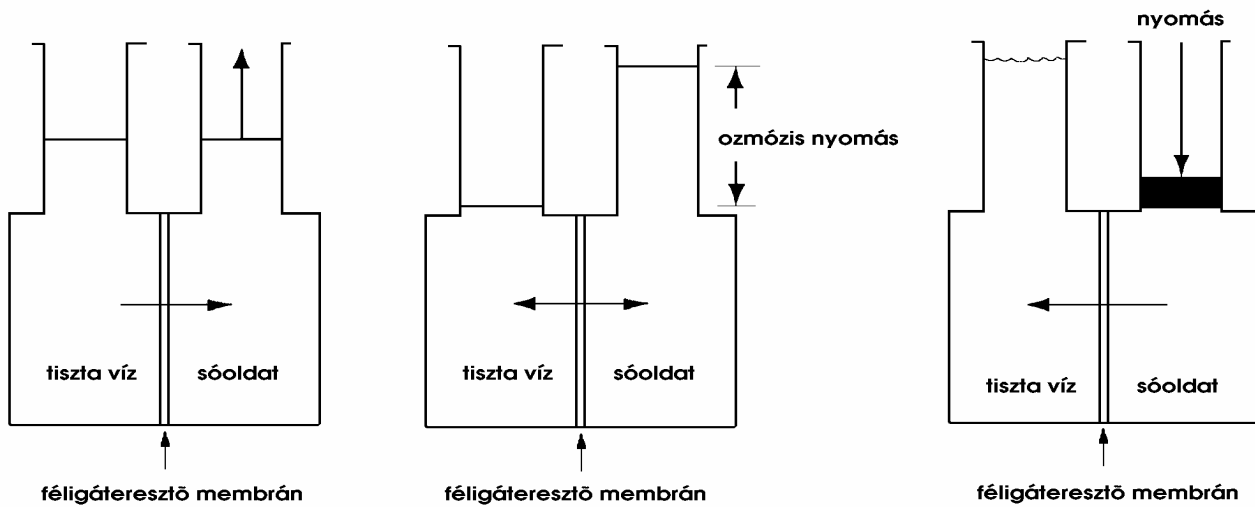 nyomás
ozmózis nyomás
tiszta víz
sóoldat
tiszta víz
sóoldat
tiszta víz
sóoldat
féligáteresztõ membrán
féligáteresztõ membrán
féligáteresztõ membrán